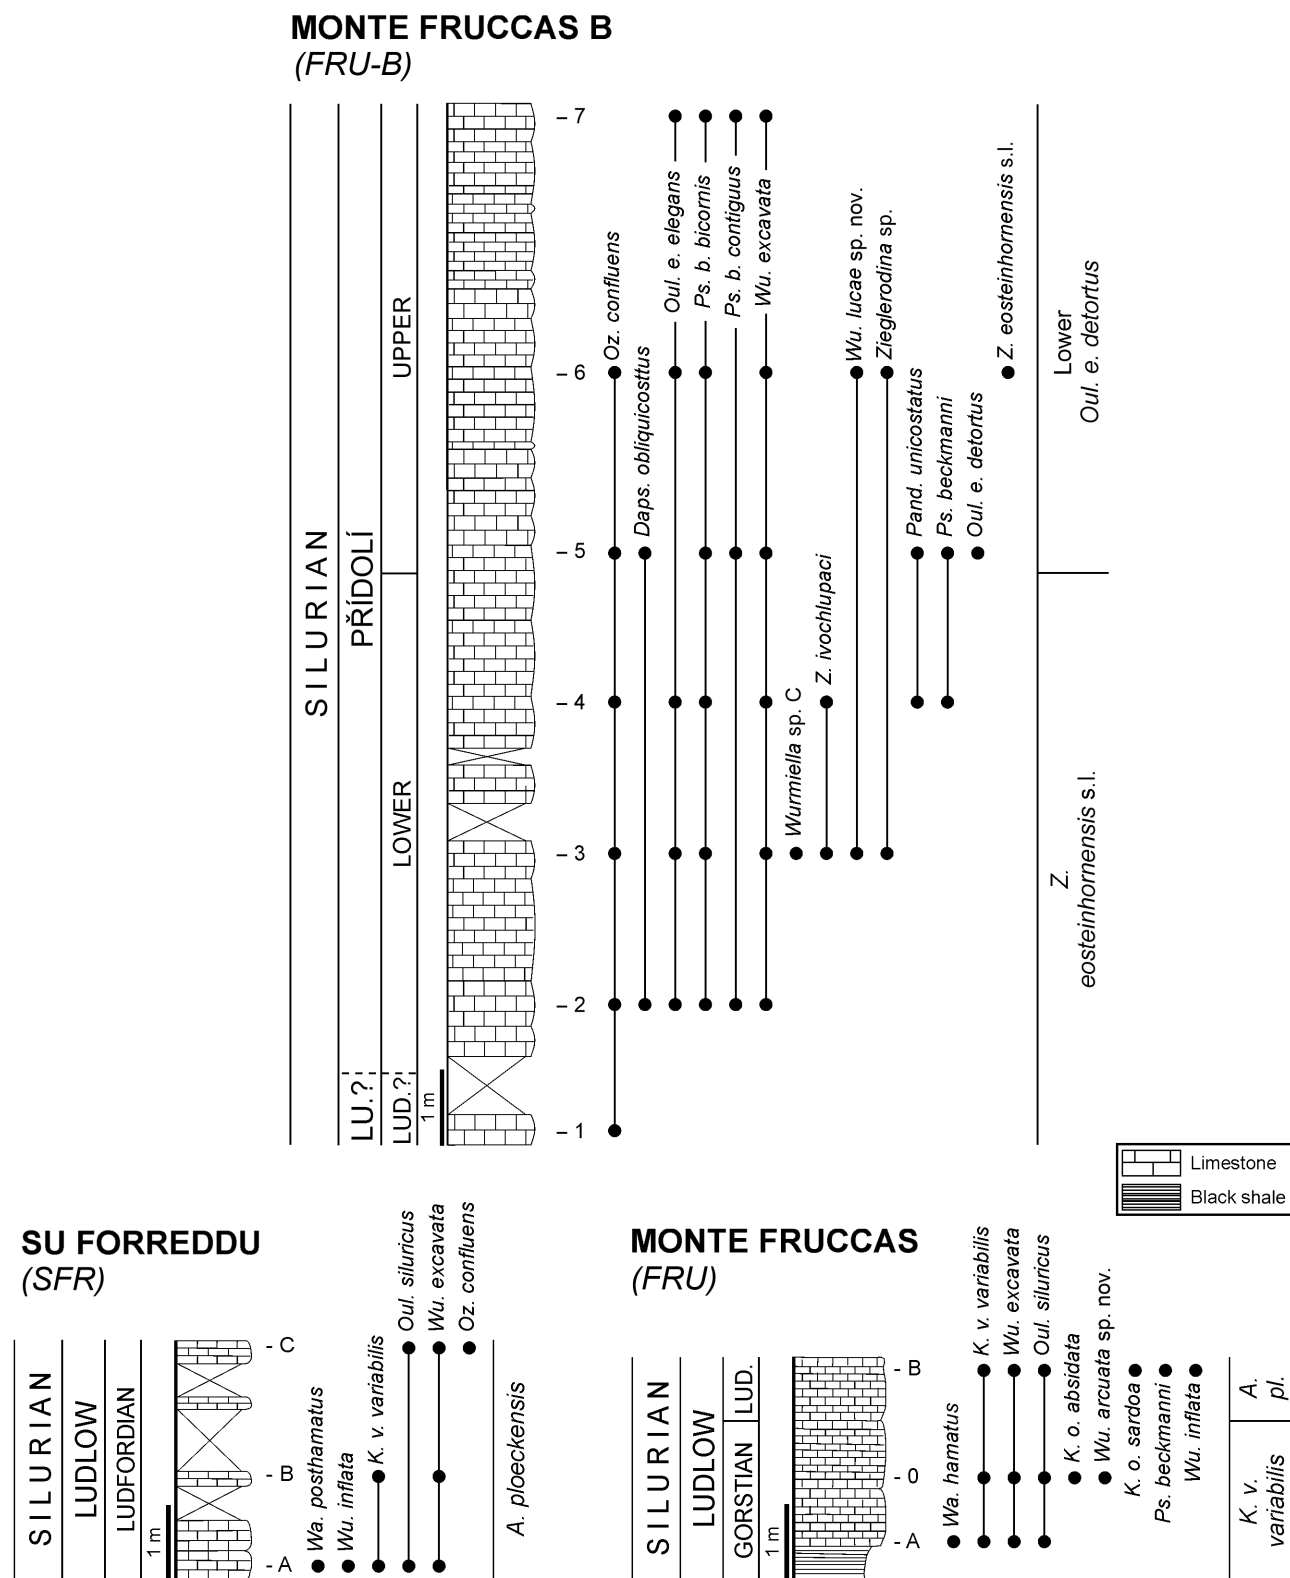 MONTE FRUCCAS B
(FRU-B)
SILURIAN
PŘÍDOLÍ
LU.?
UPPER
LOWER
LUD.?
1 m
– 7
– 6
– 5
– 4
– 3
– 2
– 1
Oz. confluens
Daps. obliquicosttus
Oul. e. elegans
Ps. b. bicornis
Ps. b. contiguus
Wu. excavata
Wurmiella sp. C
Z. ivochlupaci
Wu. lucae sp. nov.
Zieglerodina sp.
Pand. unicostatus
Ps. beckmanni
Oul. e. detortus
Z. eosteinhornensis s.l.
Lower
Oul. e. detortus
Z.
eosteinhornensis s.l.
Limestone
Black shale
SU FORREDDU
(SFR)
SILURIAN
LUDLOW
LUDFORDIAN
1 m
- C
- B
- A
Wa. posthamatus
Wu. inflata
K. v. variabilis
Oul. siluricus
Wu. excavata
Oz. confluens
A. ploeckensis
MONTE FRUCCAS
(FRU)
SILURIAN
LUDLOW
LUD.
GORSTIAN
1 m
- B
- 0
- A
Wa. hamatus
K. v. variabilis
Wu. excavata
Oul. siluricus
K. o. absidata
Wu. arcuata sp. nov.
K. o. sardoa
Ps. beckmanni
Wu. inflata
A.
pl.
K. v.
variabilis